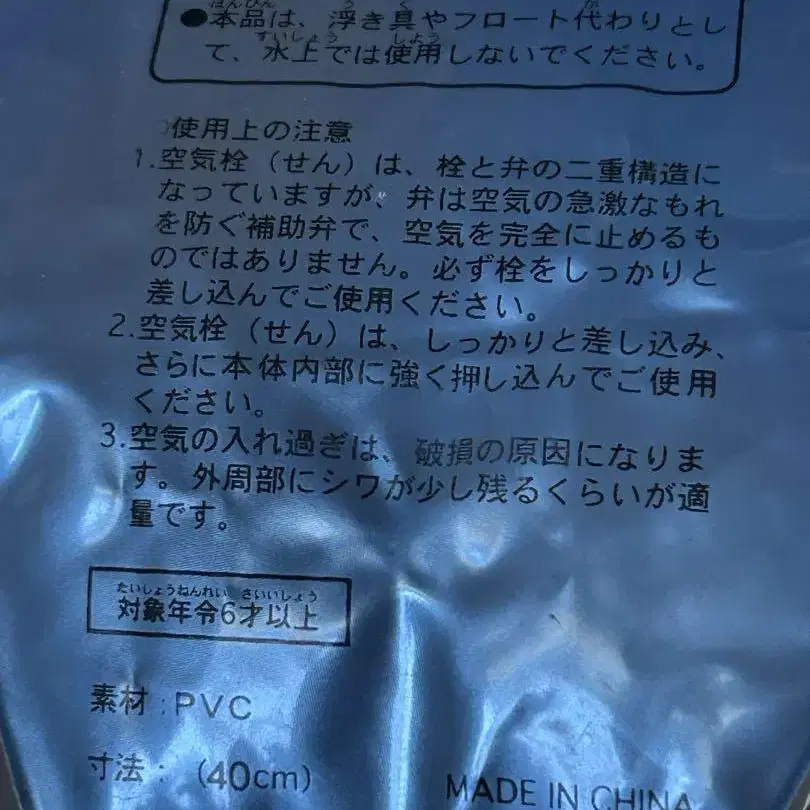 ●本品は、浮き具やフロート代わりとし
て、水上では使用しないでください。
使用上の注意
1.空気栓（せん）は、栓と弁の二重構造に
なっていますが、弁は空気の急激なもれ
を防ぐ補助弁で、空気を完全に止めるも
のではありません。必ず栓をしっかりと
差し込んでご使用ください。
2.空気栓（せん）は、しっかりと差し込み、
さらに本体内部に強く押し込んでご使用
ください。
3.空気の入れ過ぎは、破損の原因になりま
す。外周部にシワが少し残るくらいが適
量です。
たいしょうねんれい さいいじょう
対象年令6才以上
素材:PVC
寸法:(40cm)
MADE IN CHINA